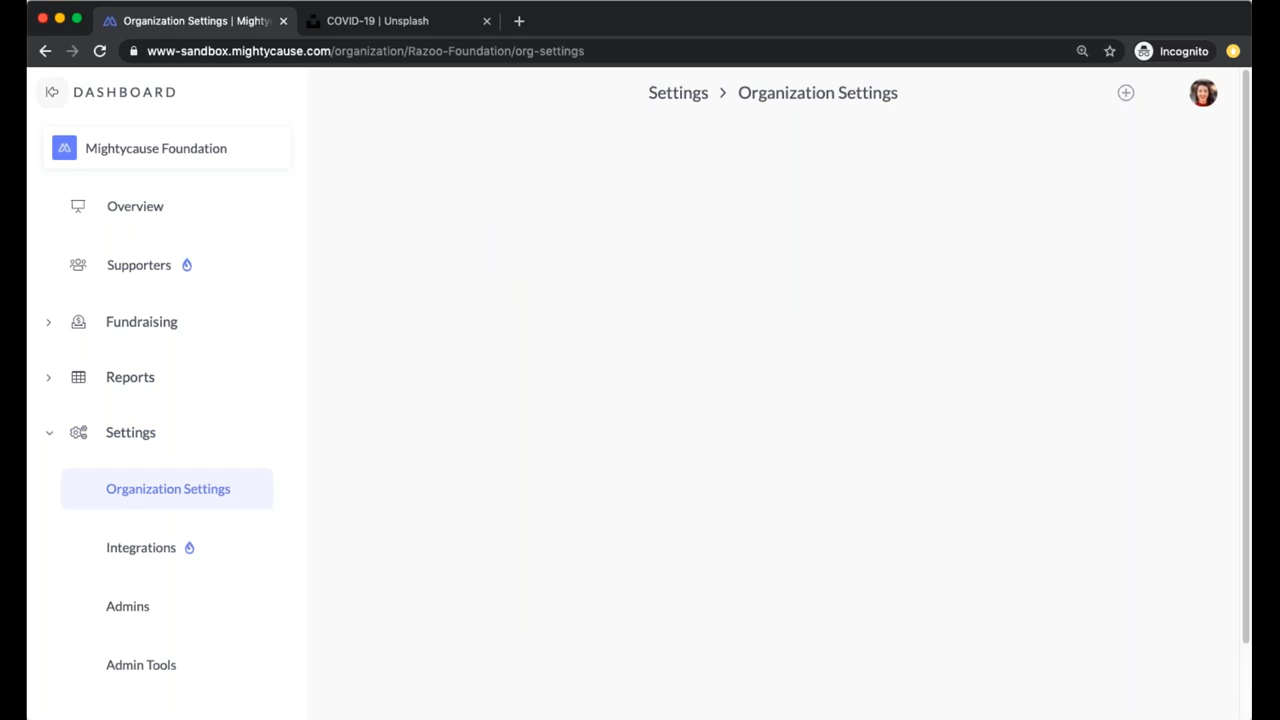 Organization Settings | Mighty
COVID-19 | Unsplash
www-sandbox.mightycause.com/organization/Razoo-Foundation/org-settings
Incognito
DASHBOARD
Settings > Organization Settings
Mightycause Foundation
Overview
Supporters
Fundraising
Reports
Settings
Organization Settings
Integrations
Admins
Admin Tools